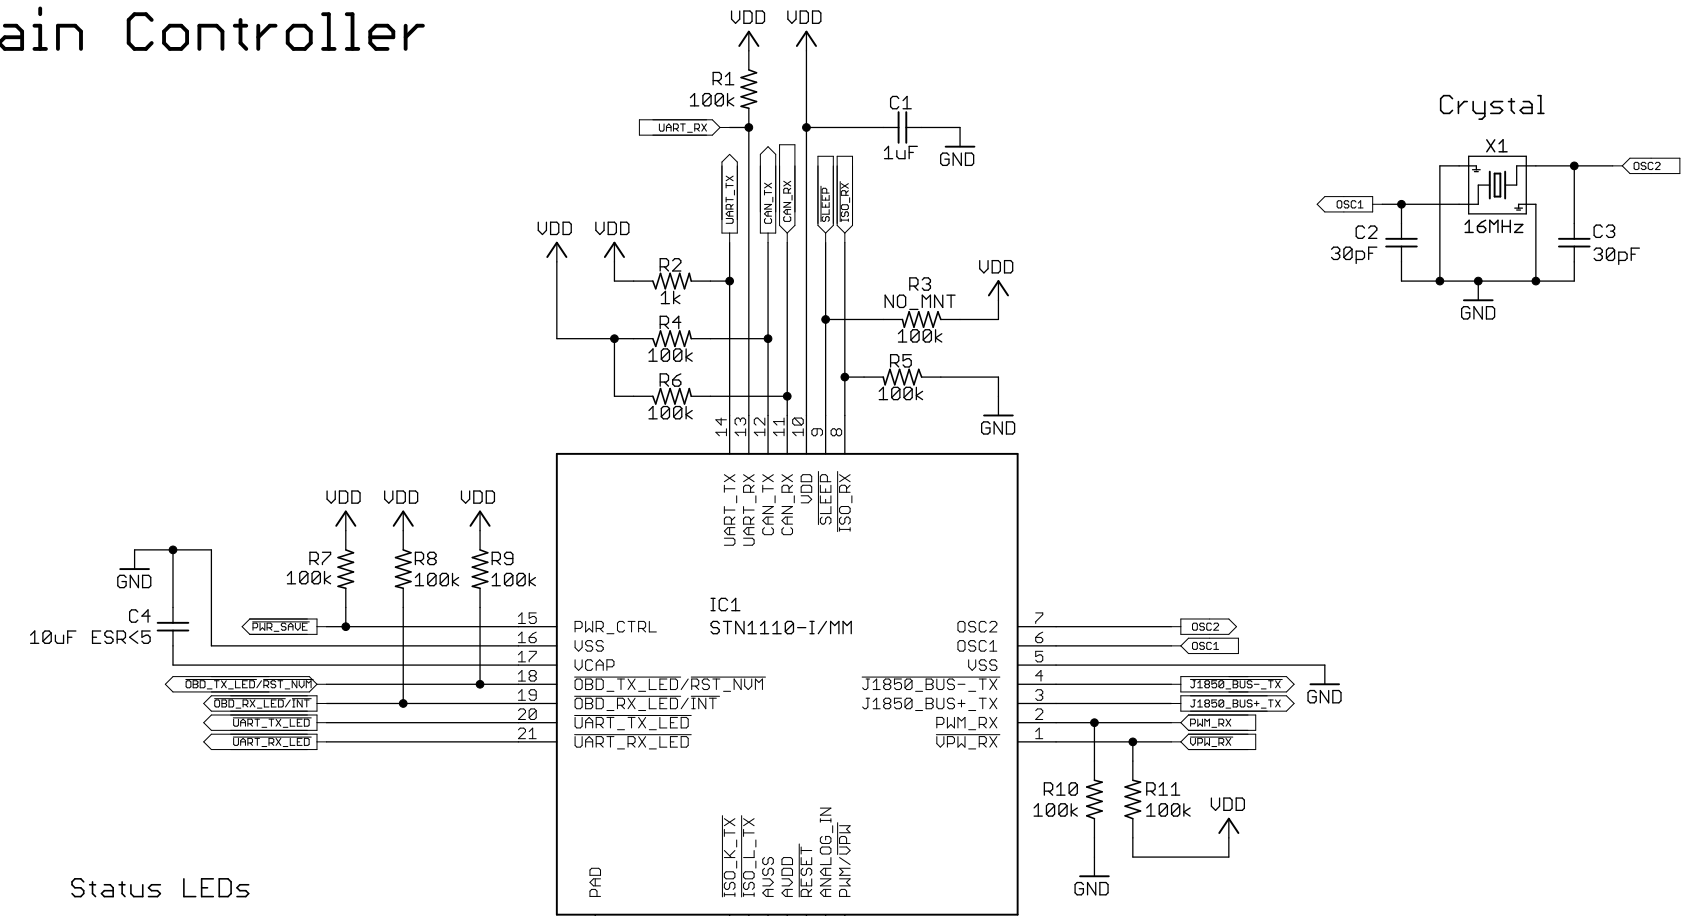 ain Controller
VDD VDD
R1
100k
UART_RX
C1
1uF
GND
Crystal
X1
16MHz
OSC1
OSC2
C2
30pF
C3
30pF
GND
UART_TX
CAN_TX
CAN_RX
SLEEP
ISO_RX
VDD VDD
R2
1k
R4
100k
R6
100k
R3
NO_MNT
100k
VDD
R5
100k
GND
14
13
12
11
10
9
8
UART_TX
UART_RX
CAN_TX
CAN_RX
VDD
SLEEP
ISO_RX
VDD VDD VDD
R7
100k
R8
100k
R9
100k
GND
C4
10uF ESR<5
IC1
STN1110-I/MM
PWR_SAVE 15 PWR_CTRL
16 VSS
17 VCAP
OBD_TX_LED/RST_NVM 18 OBD_TX_LED/RST_NVM
OBD_RX_LED/INT 19 OBD_RX_LED/INT
UART_TX_LED 20 UART_TX_LED
UART_RX_LED 21 UART_RX_LED
OSC2 7 OSC2
OSC1 6 OSC1
VSS 5
GND
J1850_BUS-_TX 4 J1850_BUS-_TX
J1850_BUS+_TX 3 J1850_BUS+_TX
PWM_RX 2 PWM_RX
VPW_RX 1 VPW_RX
R10
100k
R11
100k
VDD
GND
PAD
ISO_K_TX
ISO_L_TX
AVSS
AVDD
RESET
ANALOG_IN
PWM/VPW
Status LEDs